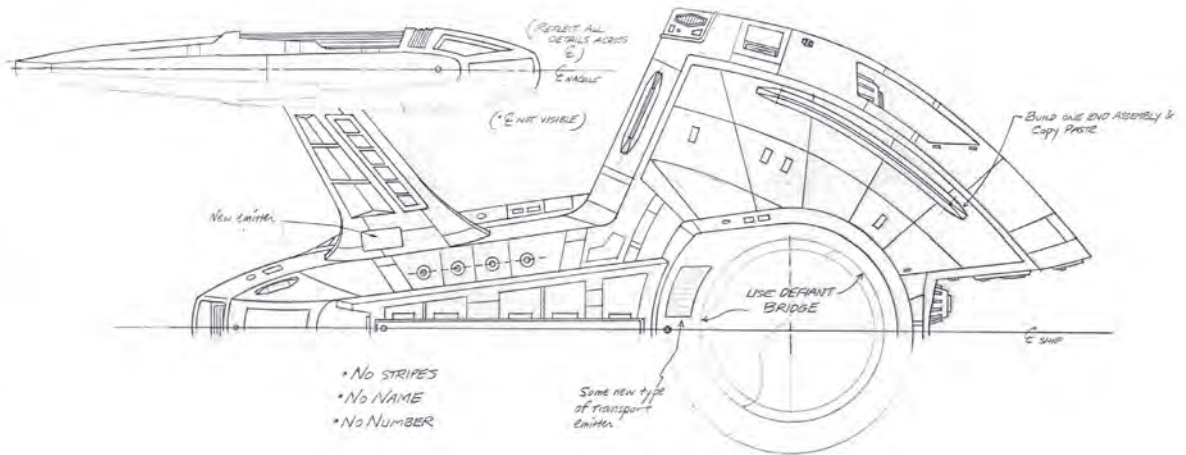 (REFLECT ALL
DETAILS ACROSS
℄)
℄ NACELLE
(* ℄ NOT VISIBLE)
BUILD ONE END ASSEMBLY &
COPY PASTE
New emitter
USE DEFIANT
BRIDGE
℄ SHIP
• NO STRIPES
• NO NAME
• NO NUMBER
Some new type
of transport
emitter